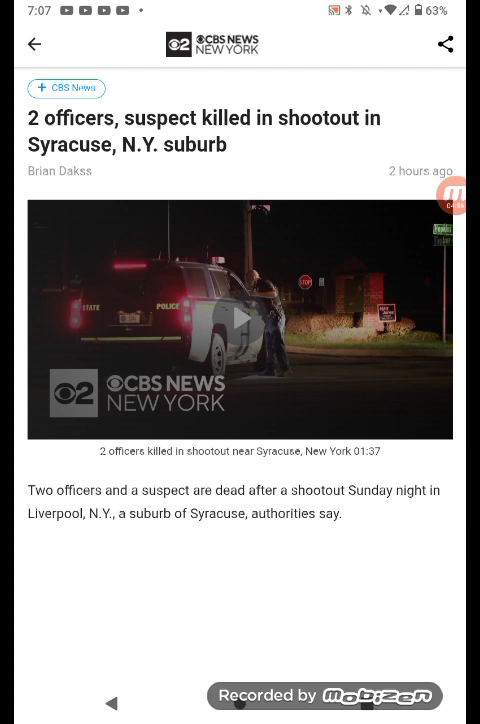 7:07
63%
CBS NEWS
NEW YORK
+ CBS News
2 officers, suspect killed in shootout in
Syracuse, N.Y. suburb
Brian Dakss
2 hours ago
STATE
POLICE
STOP
2 CBS NEWS
NEW YORK
2 officers killed in shootout near Syracuse, New York 01:37
Two officers and a suspect are dead after a shootout Sunday night in
Liverpool, N.Y., a suburb of Syracuse, authorities say.
Recorded by mobizen